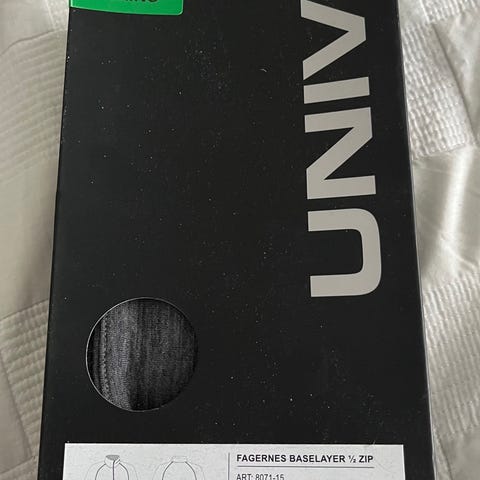 UNIV
FAGERNES BASELAYER ½ ZIP
ART: 8071-15